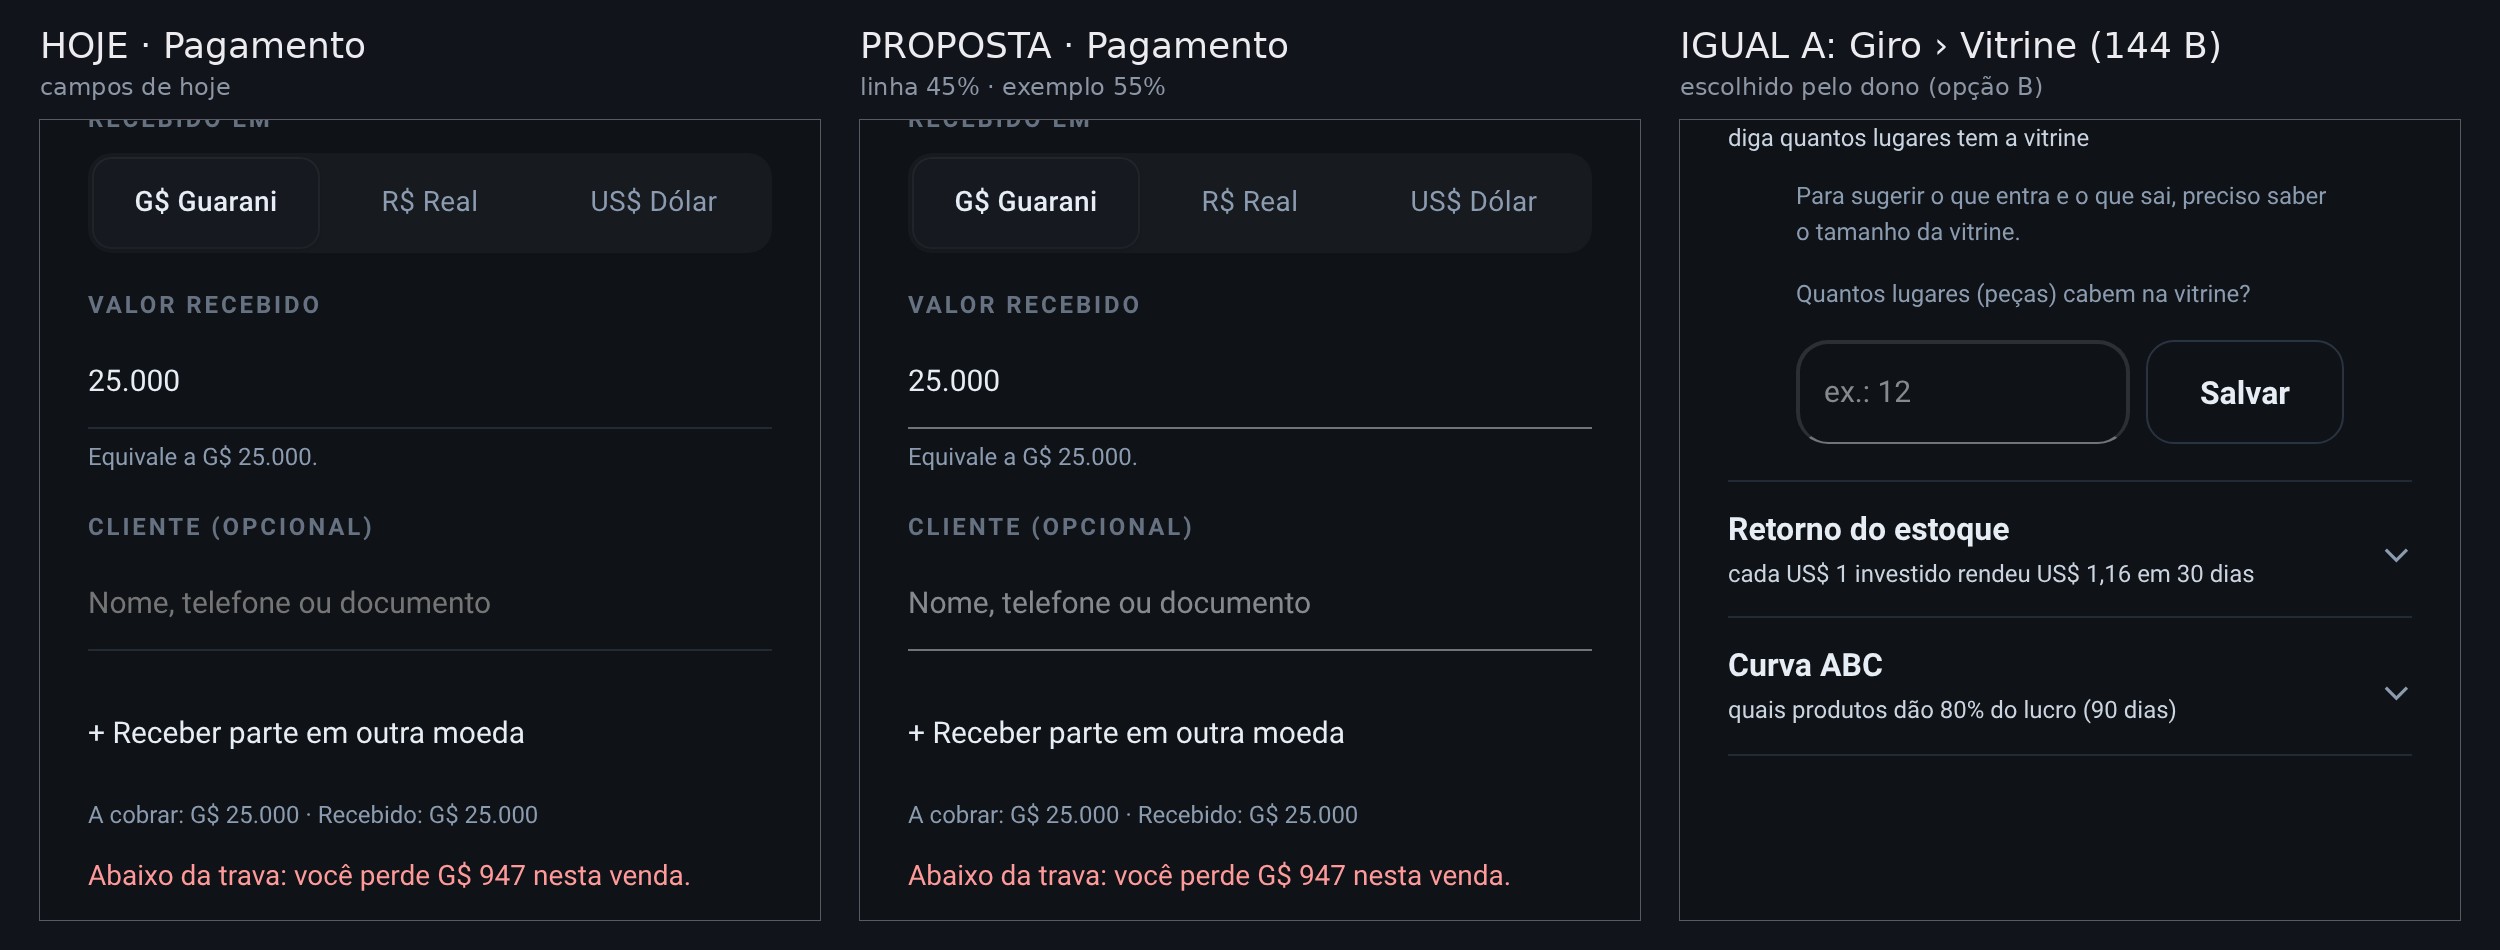 HOJE · Pagamento
campos de hoje
RECEBIDO EM
G$ Guarani
R$ Real
US$ Dólar
VALOR RECEBIDO
25.000
Equivale a G$ 25.000.
CLIENTE (OPCIONAL)
Nome, telefone ou documento
+ Receber parte em outra moeda
A cobrar: G$ 25.000 · Recebido: G$ 25.000
Abaixo da trava: você perde G$ 947 nesta venda.
PROPOSTA · Pagamento
linha 45% · exemplo 55%
RECEBIDO EM
G$ Guarani
R$ Real
US$ Dólar
VALOR RECEBIDO
25.000
Equivale a G$ 25.000.
CLIENTE (OPCIONAL)
Nome, telefone ou documento
+ Receber parte em outra moeda
A cobrar: G$ 25.000 · Recebido: G$ 25.000
Abaixo da trava: você perde G$ 947 nesta venda.
IGUAL A: Giro › Vitrine (144 B)
escolhido pelo dono (opção B)
diga quantos lugares tem a vitrine
Para sugerir o que entra e o que sai, preciso saber
o tamanho da vitrine.
Quantos lugares (peças) cabem na vitrine?
ex.: 12
Salvar
Retorno do estoque
cada US$ 1 investido rendeu US$ 1,16 em 30 dias
Curva ABC
quais produtos dão 80% do lucro (90 dias)